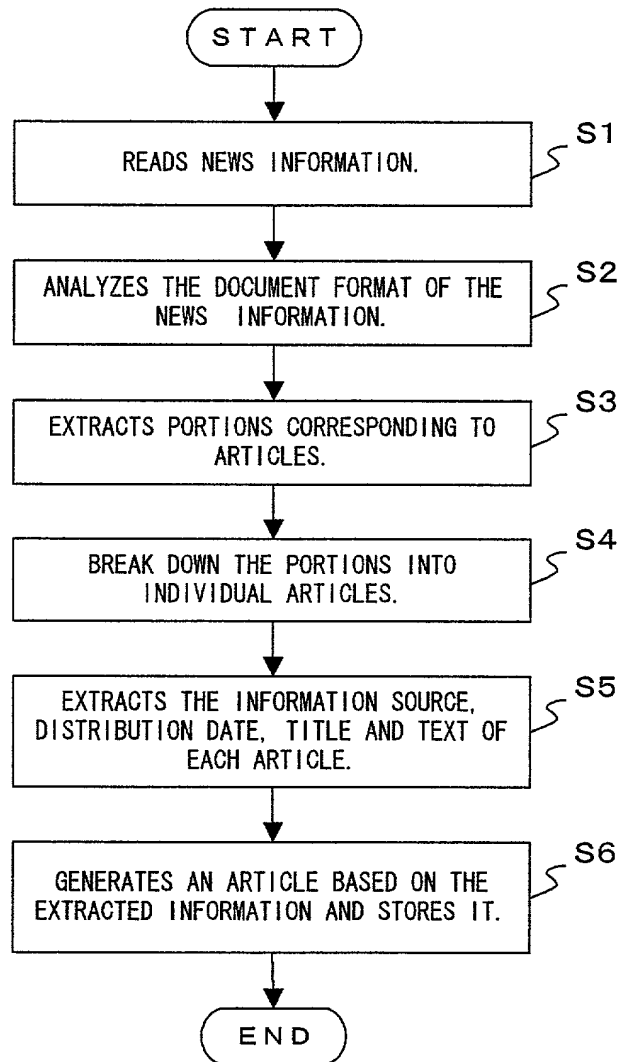 START
S1
READS NEWS INFORMATION.
S2
ANALYZES THE DOCUMENT FORMAT OF THE
NEWS INFORMATION.
S3
EXTRACTS PORTIONS CORRESPONDING TO
ARTICLES.
S4
BREAK DOWN THE PORTIONS INTO
INDIVIDUAL ARTICLES.
S5
EXTRACTS THE INFORMATION SOURCE,
DISTRIBUTION DATE, TITLE AND TEXT OF
EACH ARTICLE.
S6
GENERATES AN ARTICLE BASED ON THE
EXTRACTED INFORMATION AND STORES IT.
END